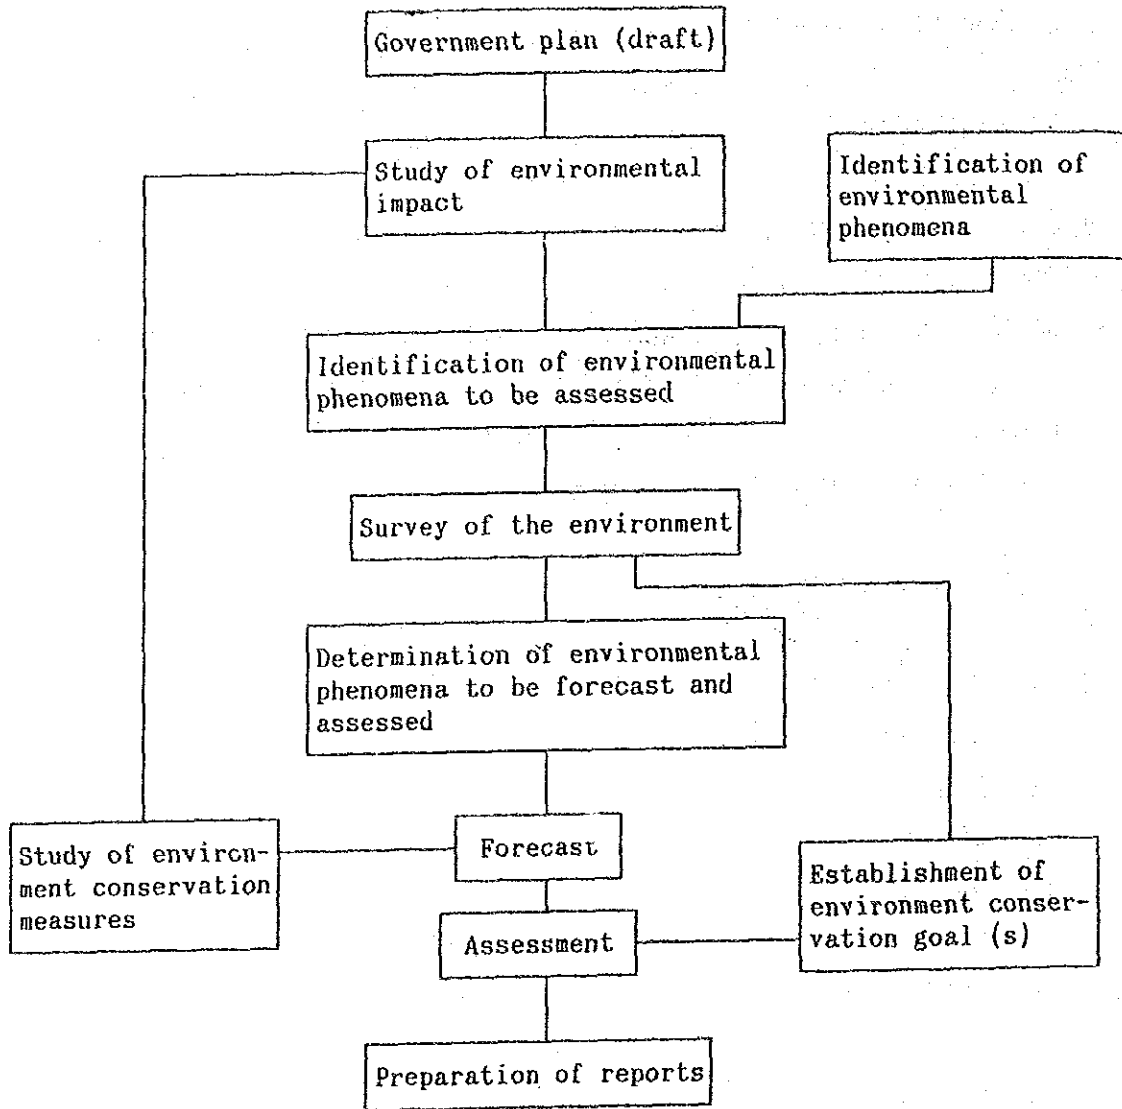 Government plan (draft)
Study of environmental
impact
Identification of
environmental
phenomena
Identification of environmental
phenomena to be assessed
Survey of the environment
Determination of environmental
phenomena to be forecast and
assessed
Study of environ-
ment conservation
measures
Forecast
Establishment of
environment conser-
vation goal (s)
Assessment
Preparation of reports